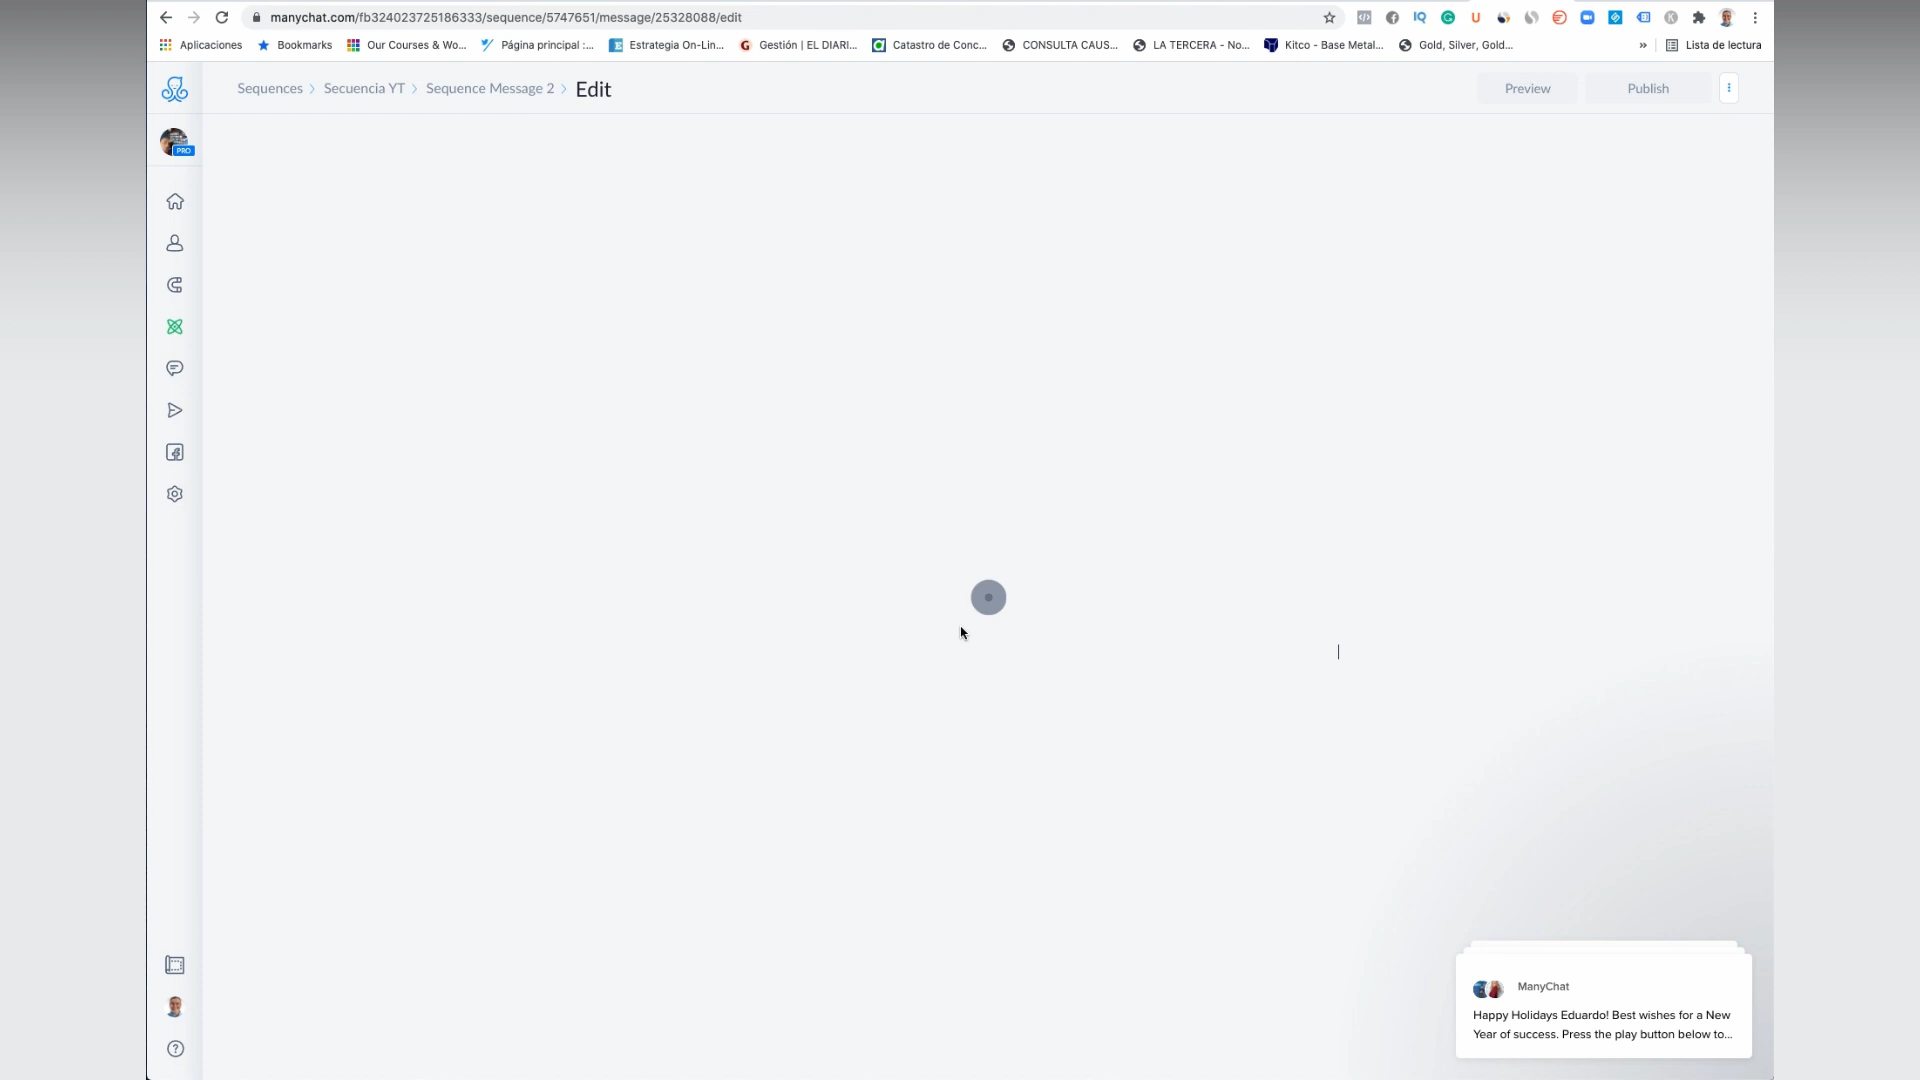 manychat.com/fb324023725186333/sequence/5747651/message/25328088/edit
Aplicaciones
Bookmarks
Our Courses & Wo...
Página principal :...
Estrategia On-Lin...
Gestión | EL DIARI...
Catastro de Conc...
CONSULTA CAUS...
LA TERCERA - No...
Kitco - Base Metal...
Gold, Silver, Gold...
»
Lista de lectura
Sequences > Secuencia YT > Sequence Message 2 > Edit
Preview
Publish
PRO
ManyChat
Happy Holidays Eduardo! Best wishes for a New
Year of success. Press the play button below to...